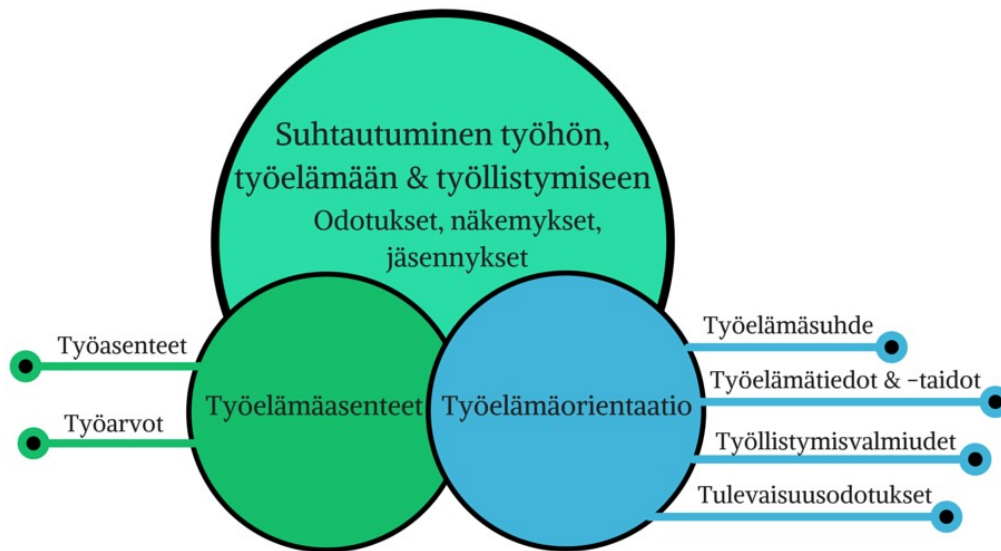 Suhtautuminen työhön,
työelämään & työllistymiseen
Odotukset, näkemykset,
jäsennykset
Työasenteet
Työarvot
Työelämäasenteet
Työelämäorientaatio
Työelämäsuhde
Työelämätiedot & -taidot
Työllistymisvalmiudet
Tulevaisuusodotukset